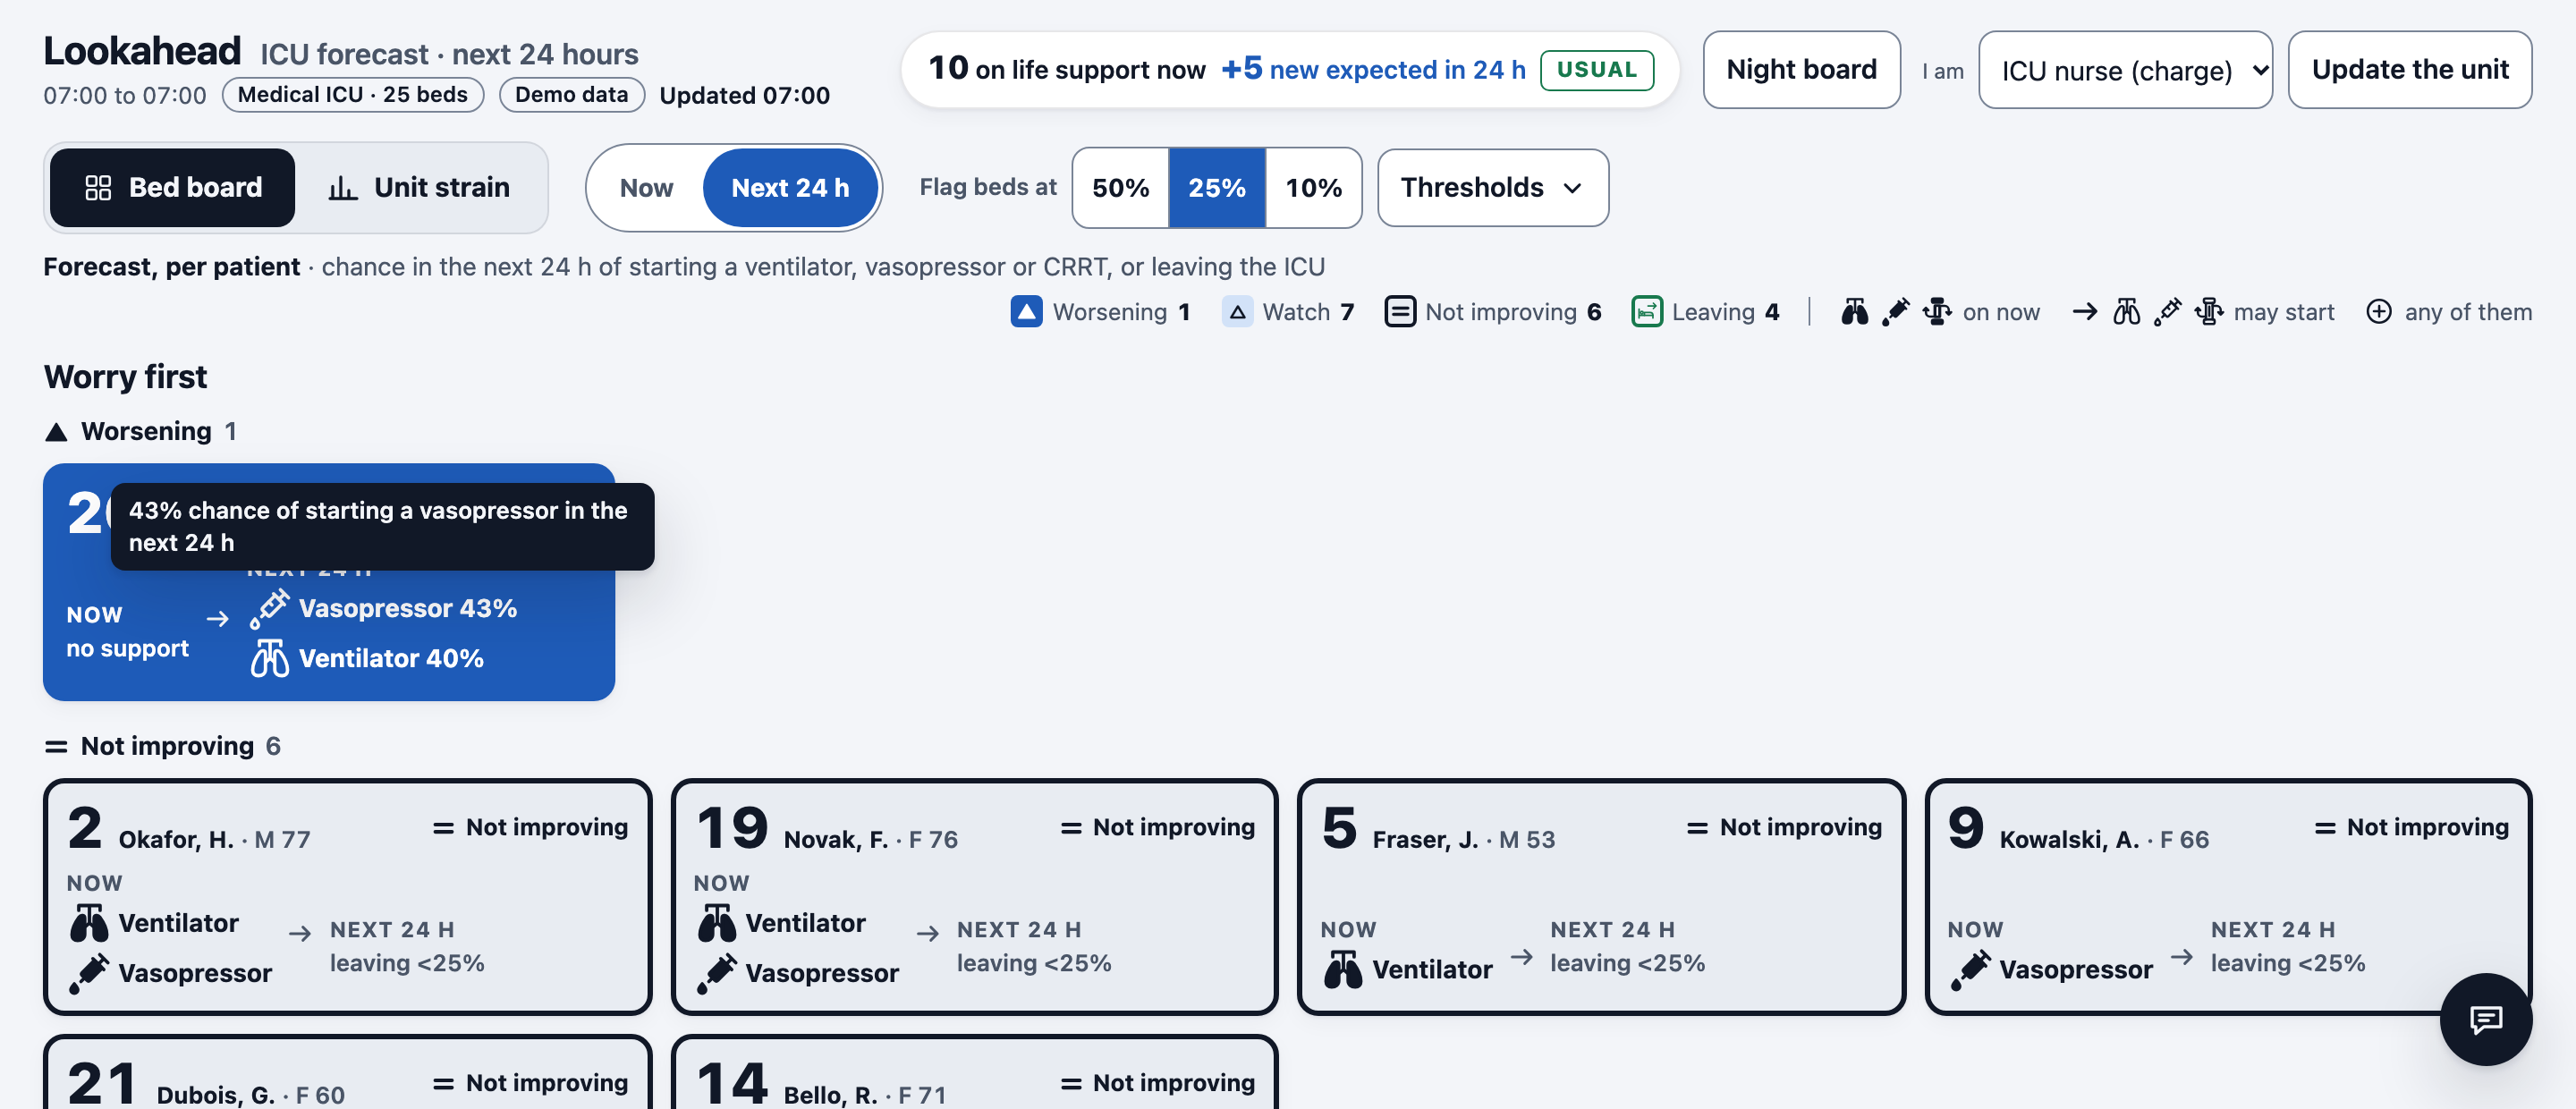 Lookahead ICU forecast · next 24 hours
07:00 to 07:00 Medical ICU · 25 beds Demo data Updated 07:00
10 on life support now +5 new expected in 24 h USUAL
Night board
I am ICU nurse (charge)
Update the unit
Bed board Unit strain
Now Next 24 h
Flag beds at 50% 25% 10%
Thresholds
Forecast, per patient · chance in the next 24 h of starting a ventilator, vasopressor or CRRT, or leaving the ICU
Worsening 1 Watch 7 Not improving 6 Leaving 4 on now → may start any of them
Worry first
Worsening 1
43% chance of starting a vasopressor in the
next 24 h
NOW
no support
→
Vasopressor 43%
Ventilator 40%
= Not improving 6
2 Okafor, H. · M 77 = Not improving
NOW
Ventilator
Vasopressor
→
NEXT 24 H
leaving <25%
19 Novak, F. · F 76 = Not improving
NOW
Ventilator
Vasopressor
→
NEXT 24 H
leaving <25%
5 Fraser, J. · M 53 = Not improving
NOW
Ventilator
→
NEXT 24 H
leaving <25%
9 Kowalski, A. · F 66 = Not improving
NOW
Vasopressor
→
NEXT 24 H
leaving <25%
21 Dubois, G. · F 60 = Not improving
14 Bello, R. · F 71 = Not improving